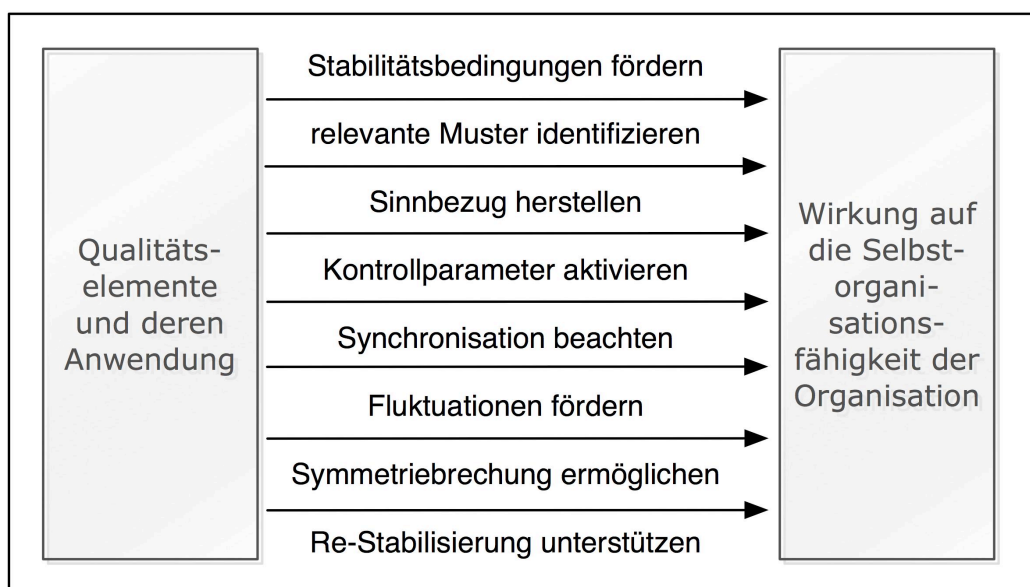 Qualitäts-
elemente
und deren
Anwendung
Stabilitätsbedingungen fördern
relevante Muster identifizieren
Sinnbezug herstellen
Kontrollparameter aktivieren
Synchronisation beachten
Fluktuationen fördern
Symmetriebrechung ermöglichen
Re-Stabilisierung unterstützen
Wirkung auf
die Selbst-
organi-
sations-
fähigkeit der
Organisation